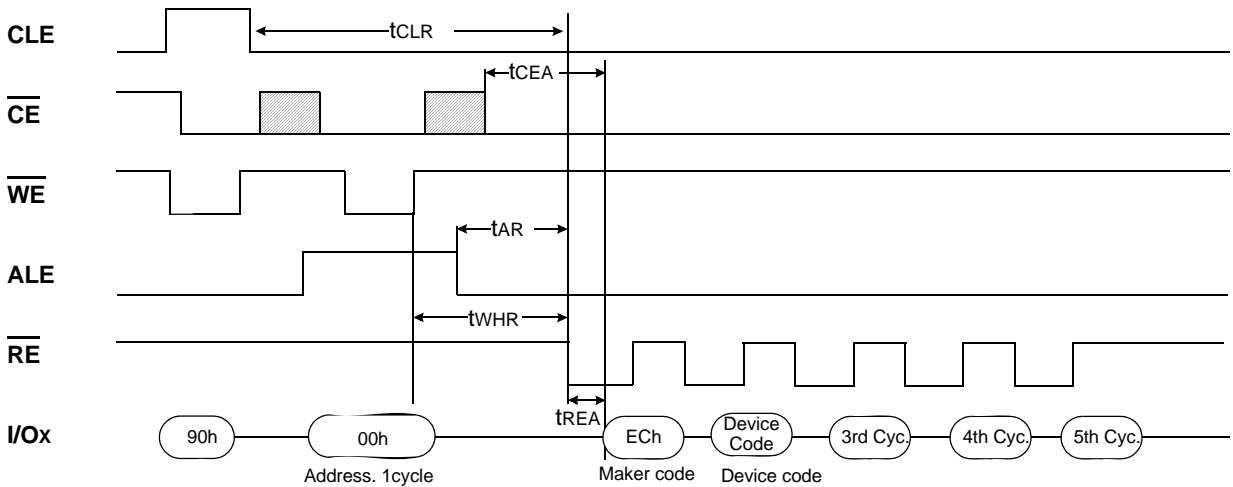 CLE
tCLR
tCEA
CE
WE
tAR
ALE
tWHR
RE
tREA
I/Ox
90h
00h
ECh
Device
Code
3rd Cyc.
4th Cyc.
5th Cyc.
Address. 1cycle
Maker code
Device code